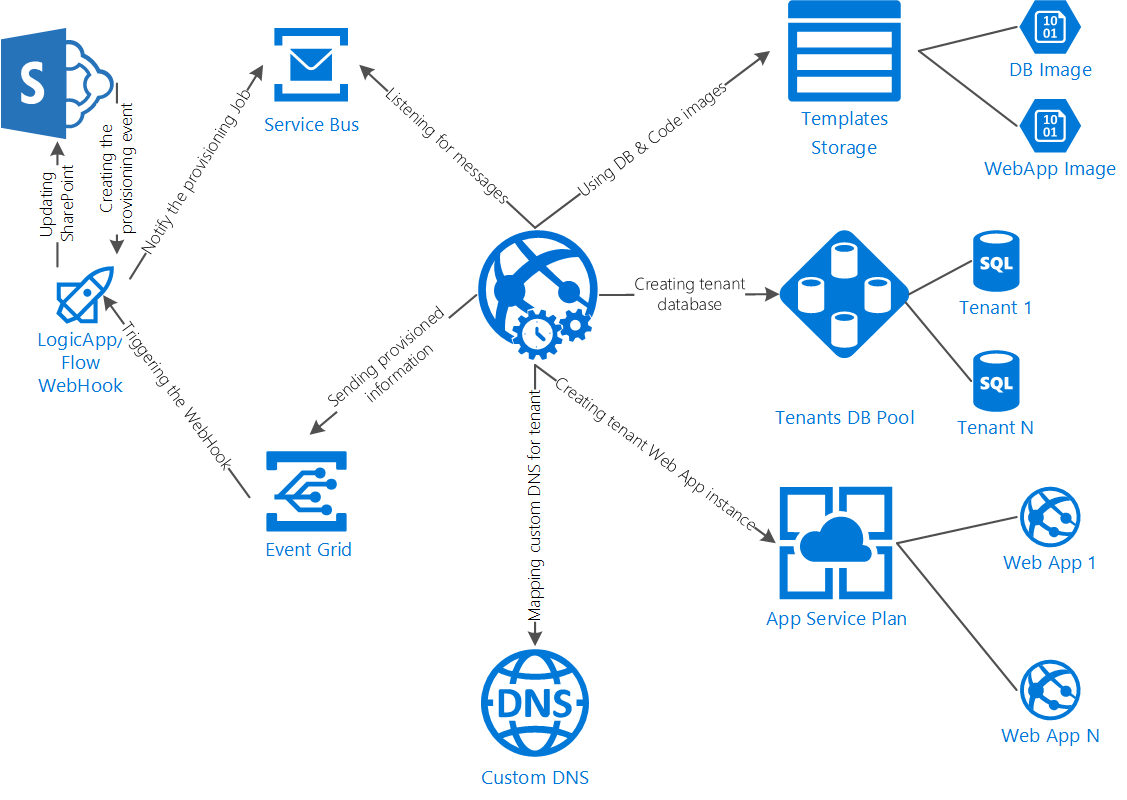 S
Creating the
provisioning event
Updating
SharePoint
LogicApp/
Flow
WebHook
Notify the provisioning Job
Service Bus
Listening for messages
Using DB & Code images
Templates
Storage
10
01
DB Image
10
01
WebApp Image
Creating tenant
database
Tenants DB Pool
SQL
Tenant 1
SQL
Tenant N
Sending provisioned
information
Triggering the WebHook
Event Grid
Mapping custom DNS for tenant
DNS
Custom DNS
Creating tenant Web App instance
App Service Plan
Web App 1
Web App N